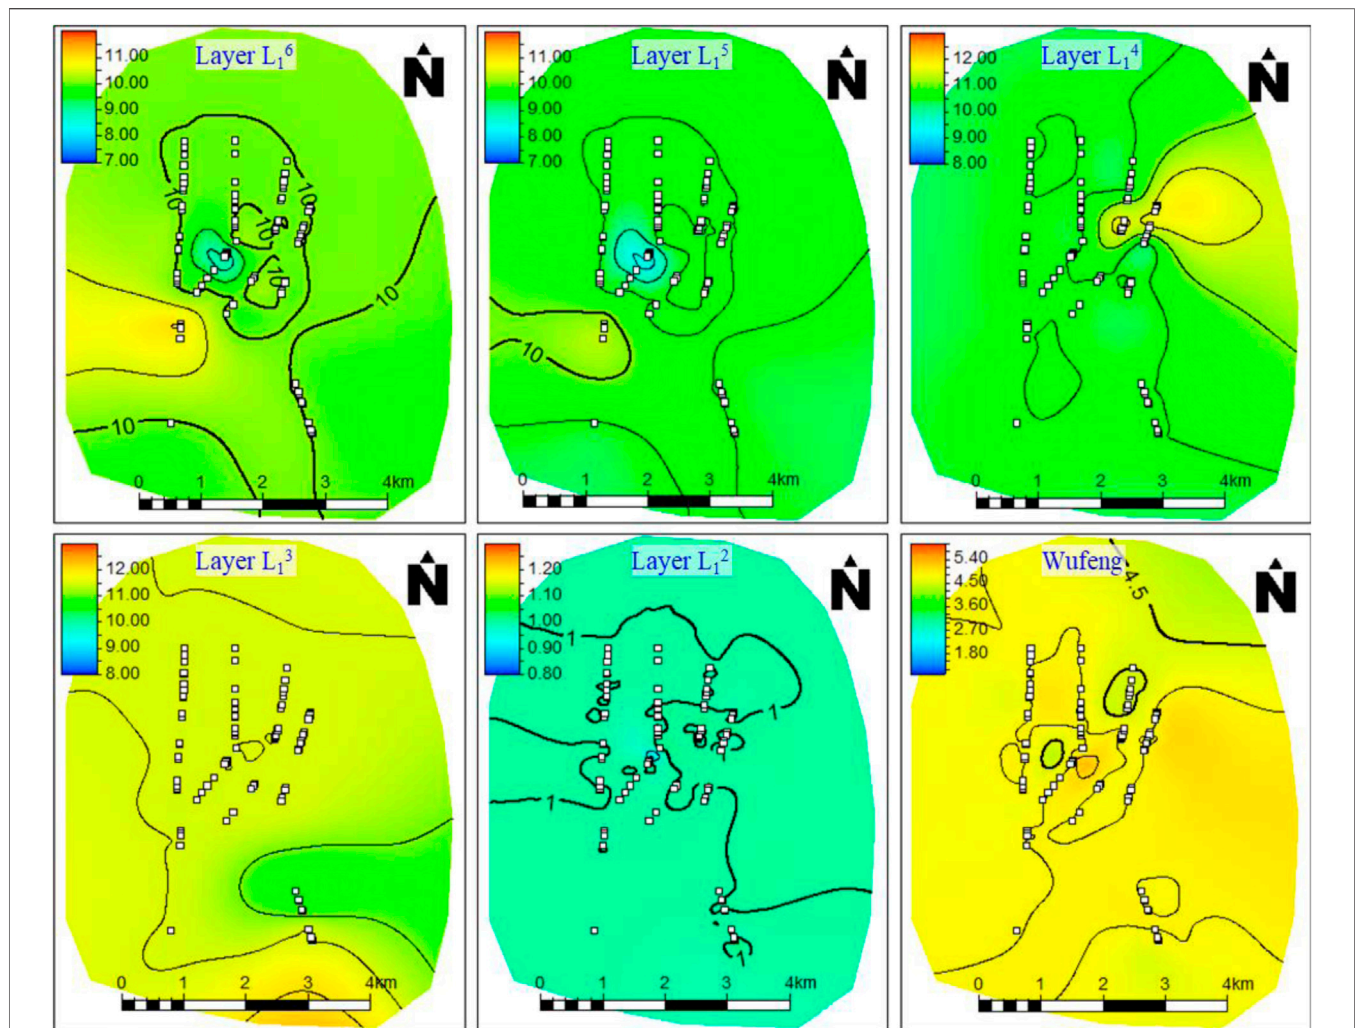 Layer L₁⁶
N
11.00
10.00
9.00
8.00
7.00
10
10
10
10
10
10
0 1 2 3 4km
Layer L₁⁵
N
11.00
10.00
9.00
8.00
7.00
10
0 1 2 3 4km
Layer L₁⁴
N
12.00
11.00
10.00
9.00
8.00
0 1 2 3 4km
Layer L₁³
N
12.00
11.00
10.00
9.00
8.00
0 1 2 3 4km
Layer L₁²
N
1.20
1.10
1.00
0.90
0.80
1
1
1
1
0 1 2 3 4km
Wufeng
N
5.40
4.50
3.60
2.70
1.80
4.5
0 1 2 3 4km